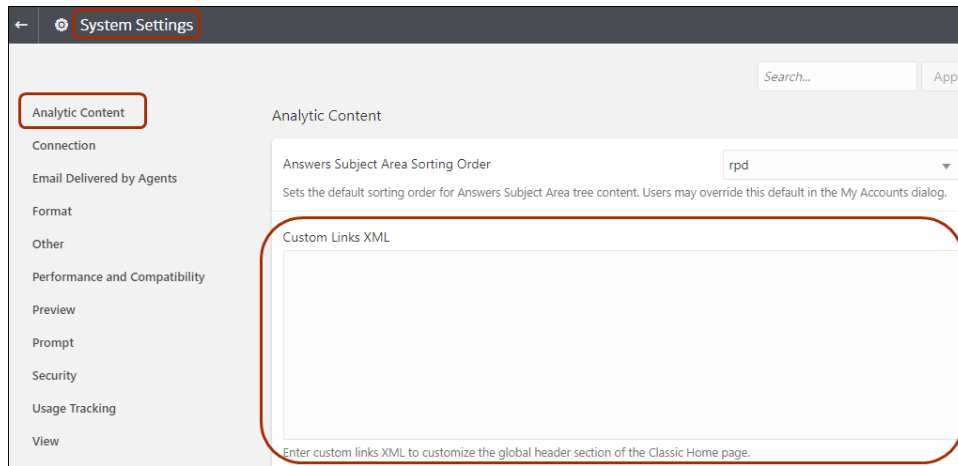 System Settings
Search...
App
Analytic Content
Connection
Email Delivered by Agents
Format
Other
Performance and Compatibility
Preview
Prompt
Security
Usage Tracking
View
Analytic Content
Answers Subject Area Sorting Order
rpd
Sets the default sorting order for Answers Subject Area tree content. Users may override this default in the My Accounts dialog.
Custom Links XML
Enter custom links XML to customize the global header section of the Classic Home page.